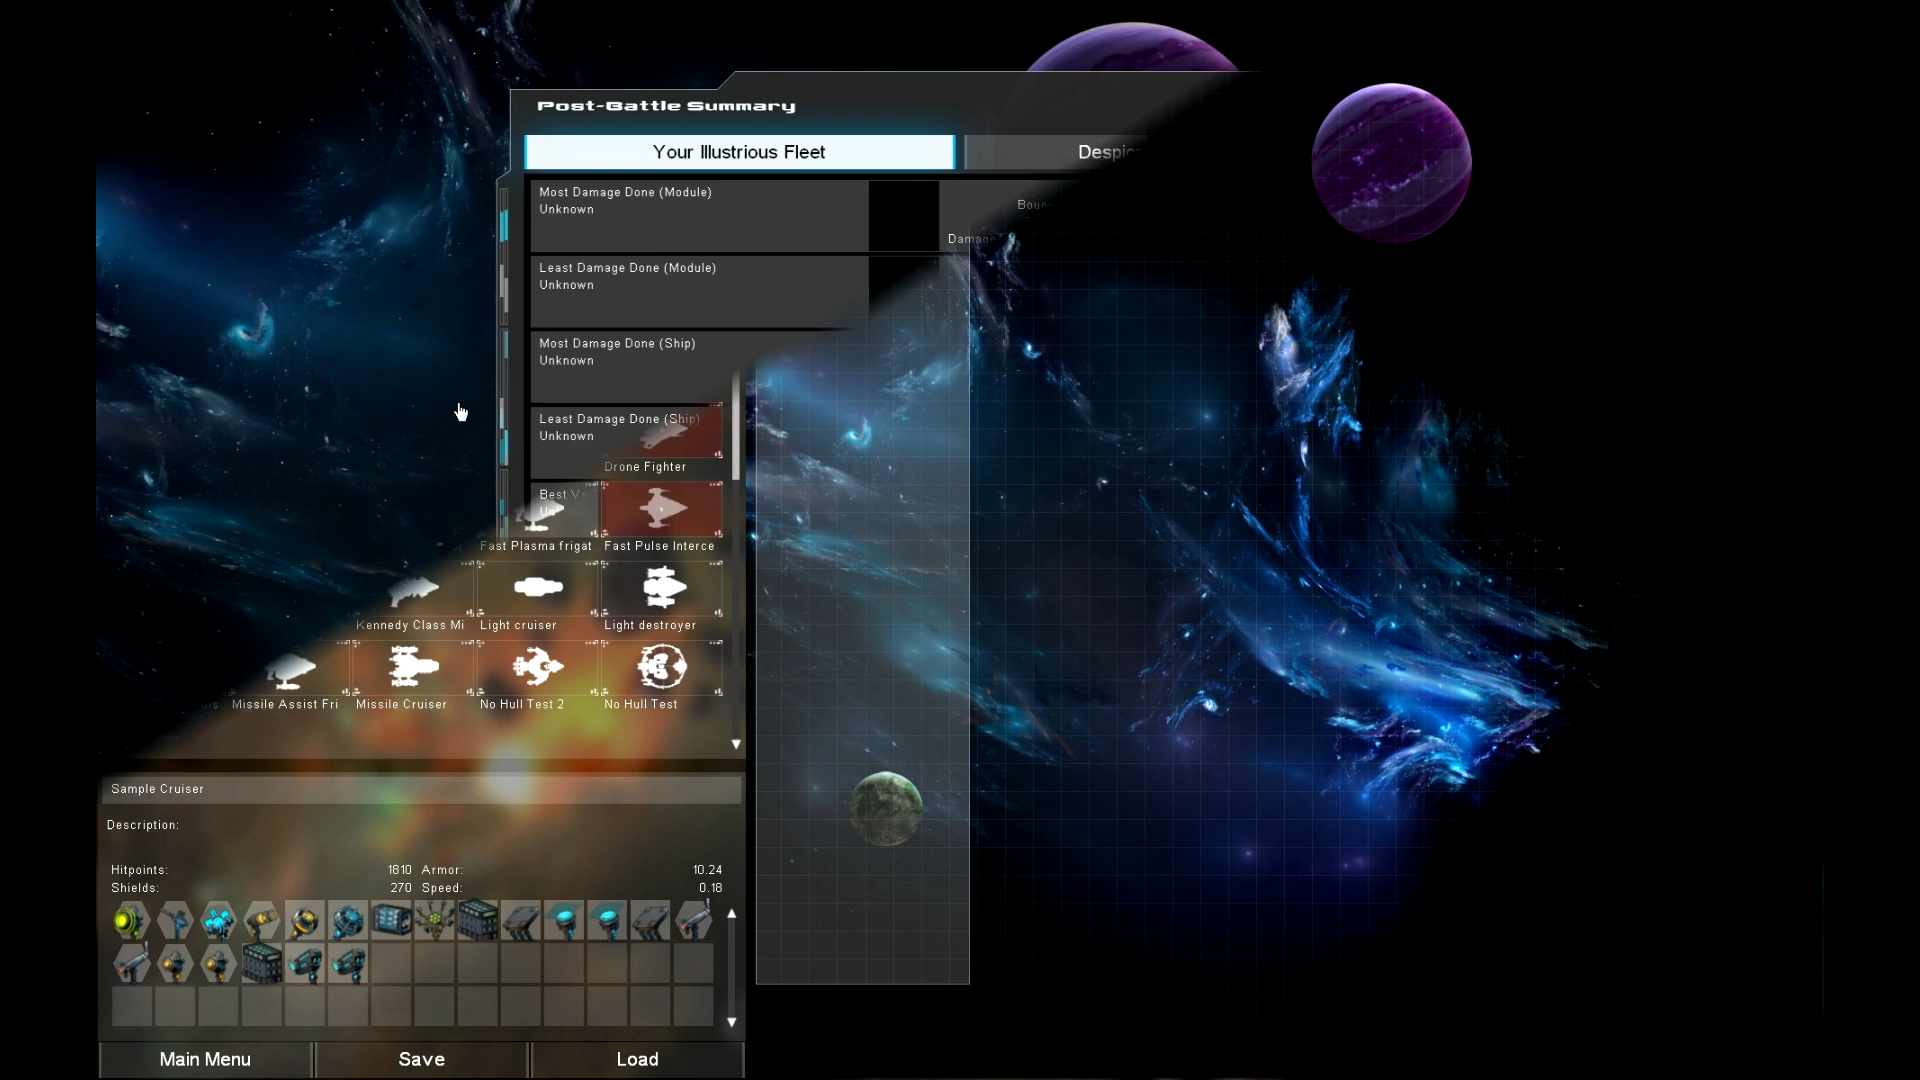 Post-Battle Summary
Your Illustrious Fleet
Most Damage Done (Module)
Unknown
Least Damage Done (Module)
Unknown
Most Damage Done (Ship)
Unknown
Least Damage Done (Ship)
Unknown
Drone Fighter
Best
Fast Plasma frigat
Fast Pulse Interce
Kennedy Class Mi
Light cruiser
Light destroyer
Missile Assist Fri
Missile Cruiser
No Hull Test 2
No Hull Test
Sample Cruiser
Description:
Hitpoints: 1810 Armor: 10.24
Shields: 270 Speed: 0.18
Main Menu
Save
Load